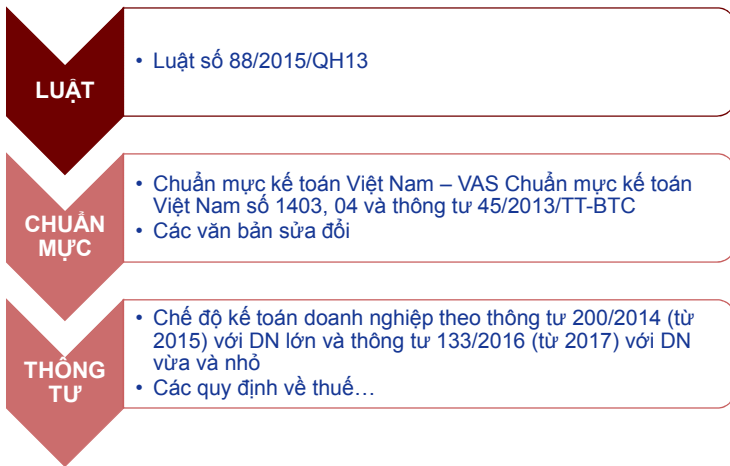 LUẬT
• Luật số 88/2015/QH13
CHUẨN
MỰC
• Chuẩn mực kế toán Việt Nam – VAS Chuẩn mực kế toán
Việt Nam số 1403, 04 và thông tư 45/2013/TT-BTC
• Các văn bản sửa đổi
THÔNG
TƯ
• Chế độ kế toán doanh nghiệp theo thông tư 200/2014 (từ
2015) với DN lớn và thông tư 133/2016 (từ 2017) với DN
vừa và nhỏ
• Các quy định về thuế…